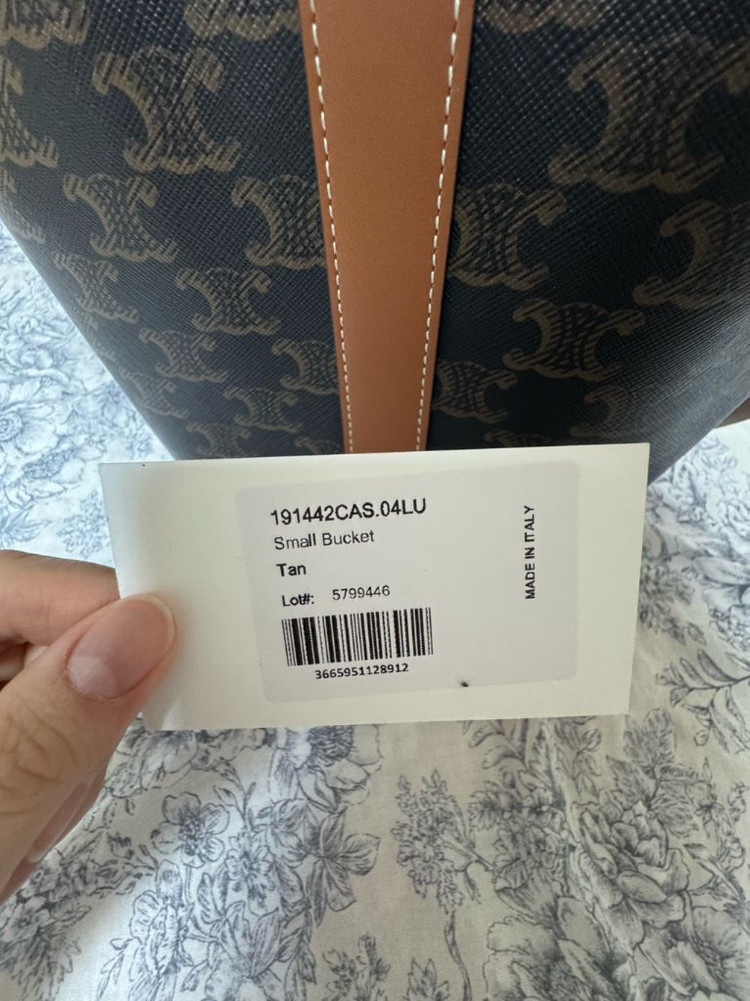 191442CAS.04LU
Small Bucket
Tan
Lot#: 5799446
3665951128912
MADE IN ITALY